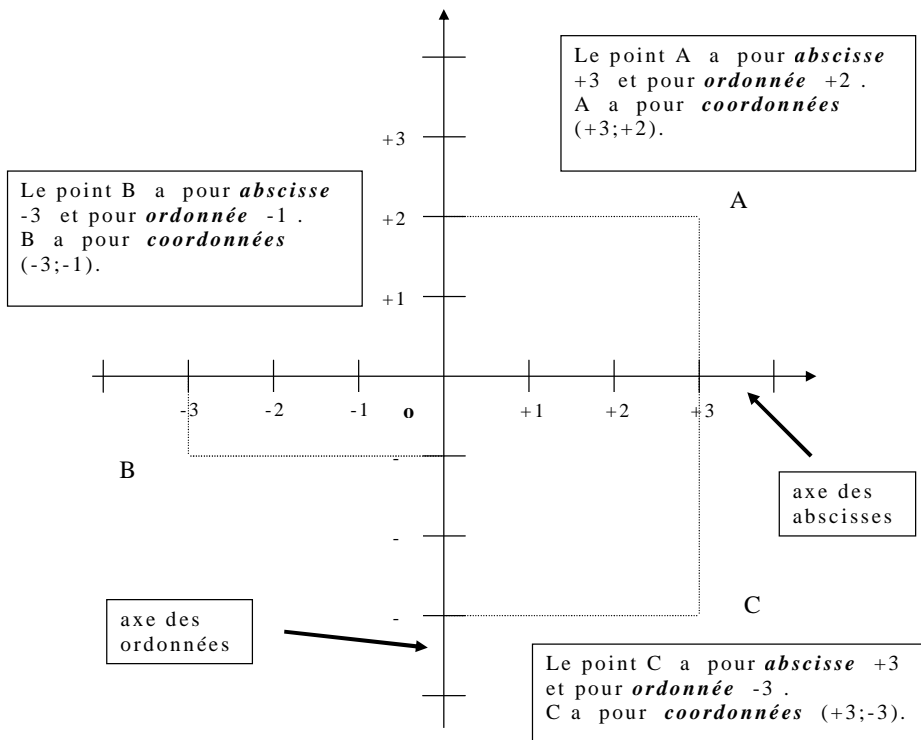 Le point A a pour abscisse
+3 et pour ordonnée +2 .
A a pour coordonnées
(+3;+2).
+3
Le point B a pour abscisse
-3 et pour ordonnée -1 .
B a pour coordonnées
(-3;-1).
A
+2
+1
-3 -2 -1 o +1 +2 +3
B
-
axe des
abscisses
-
axe des
ordonnées
-
C
Le point C a pour abscisse +3
et pour ordonnée -3 .
C a pour coordonnées (+3;-3).